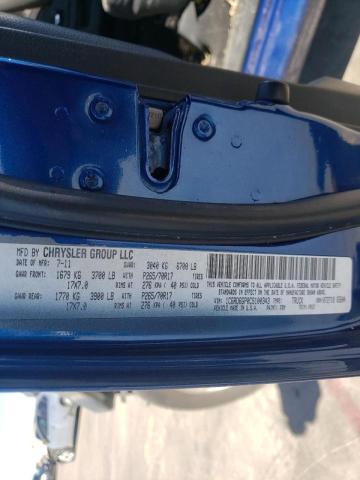 MFD BY CHRYSLER GROUP LLC
DATE OF MFR: 7-11 GVWR: 3040 KG 6700 LB
GAWR FRONT: 1679 KG 3700 LB WITH P265/70R17 TIRES
17X7.0 RIMS AT 276 KPA ( 40 PSI) COLD
GAWR REAR: 1770 KG 3900 LB WITH P265/70R17 TIRES
17X7.0 RIMS AT 276 KPA ( 40 PSI) COLD
THIS VEHICLE CONFORMS TO ALL APPLICABLE
U.S.A. FEDERAL MOTOR VEHICLE
SAFETY STANDARDS IN EFFECT ON THE DATE
OF MANUFACTURE SHOWN ABOVE.
TYPE: TRUCK
VEHICLE MADE IN PAINT: TRIM: